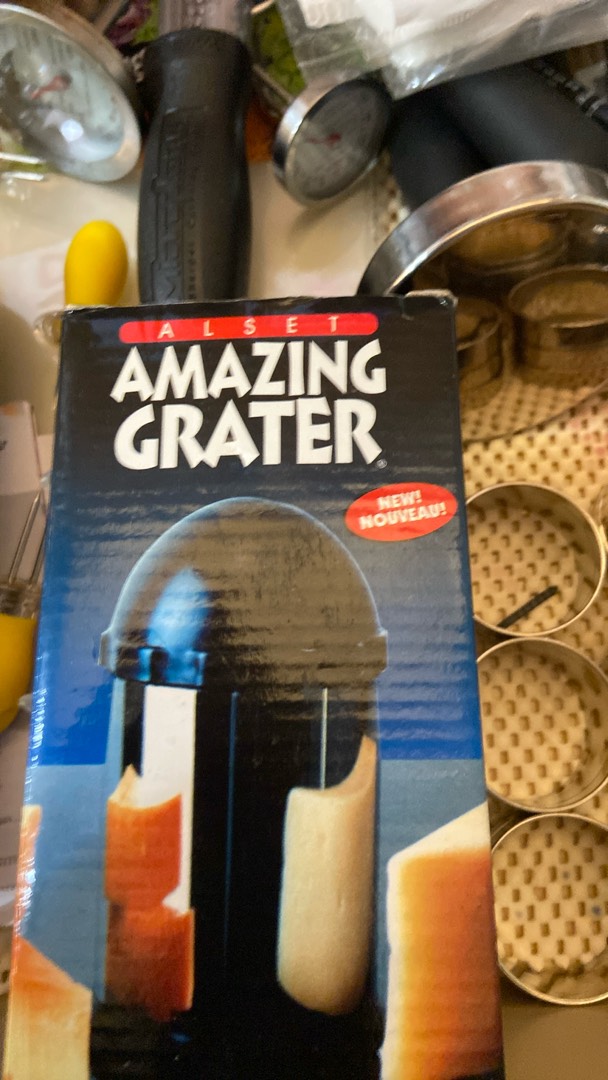 ALSET
AMAZING
GRATER®
NEW!
NOUVEAU!